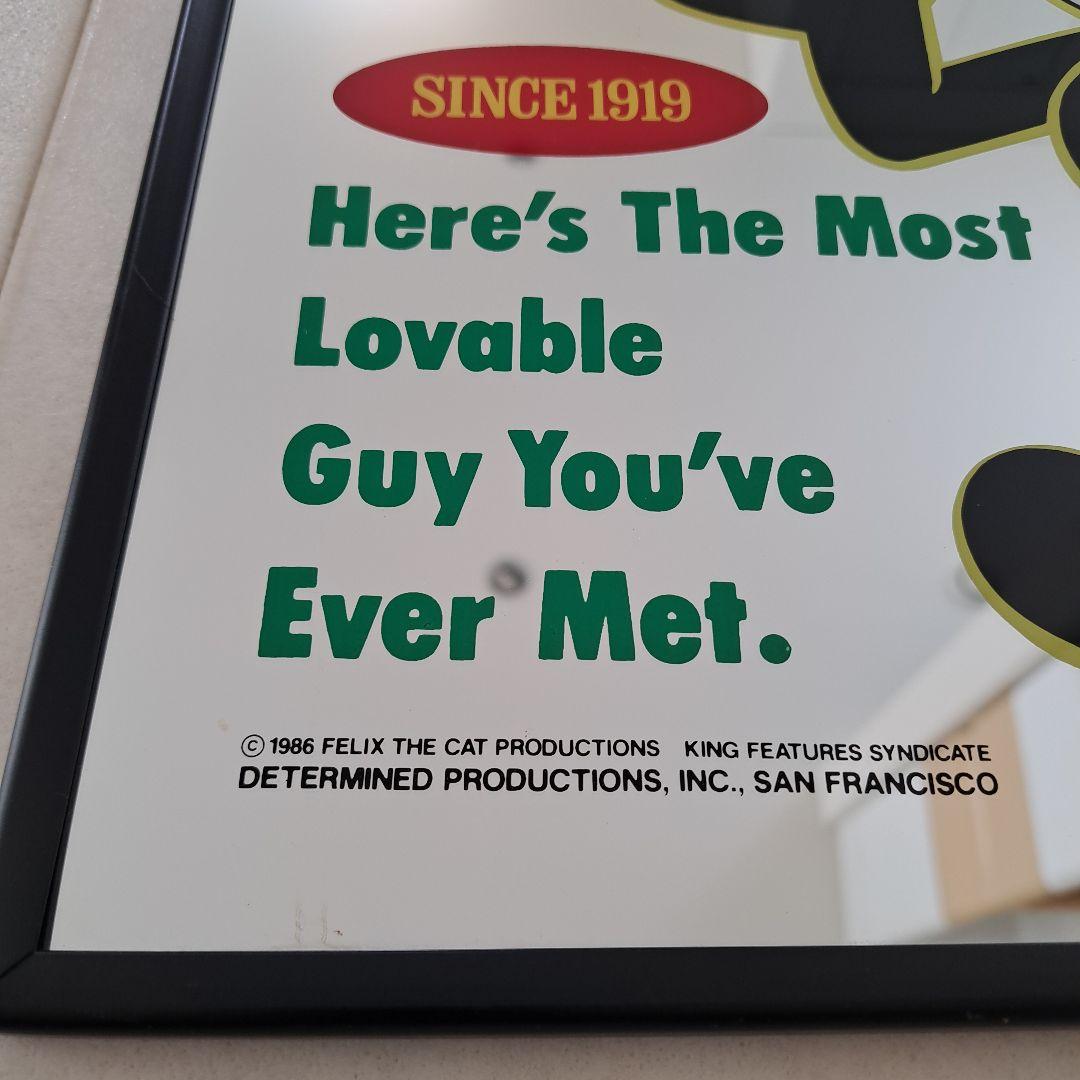 SINCE 1919
Here's The Most
Lovable
Guy You've
Ever Met.
© 1986 FELIX THE CAT PRODUCTIONS KING FEATURES SYNDICATE
DETERMINED PRODUCTIONS, INC., SAN FRANCISCO